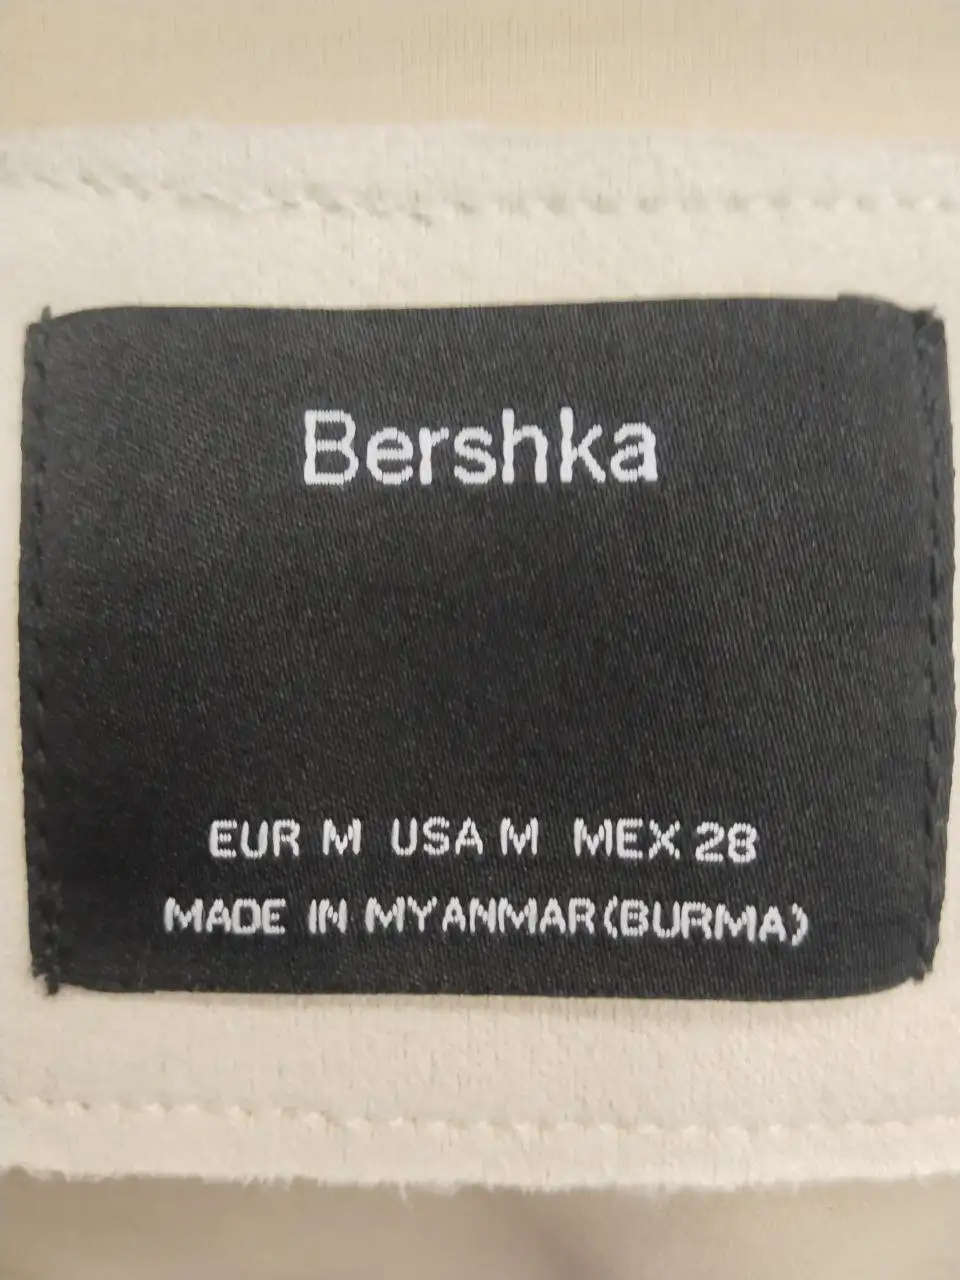 Bershka
EUR M USA M MEX 28
MADE IN MYANMAR(BURMA)